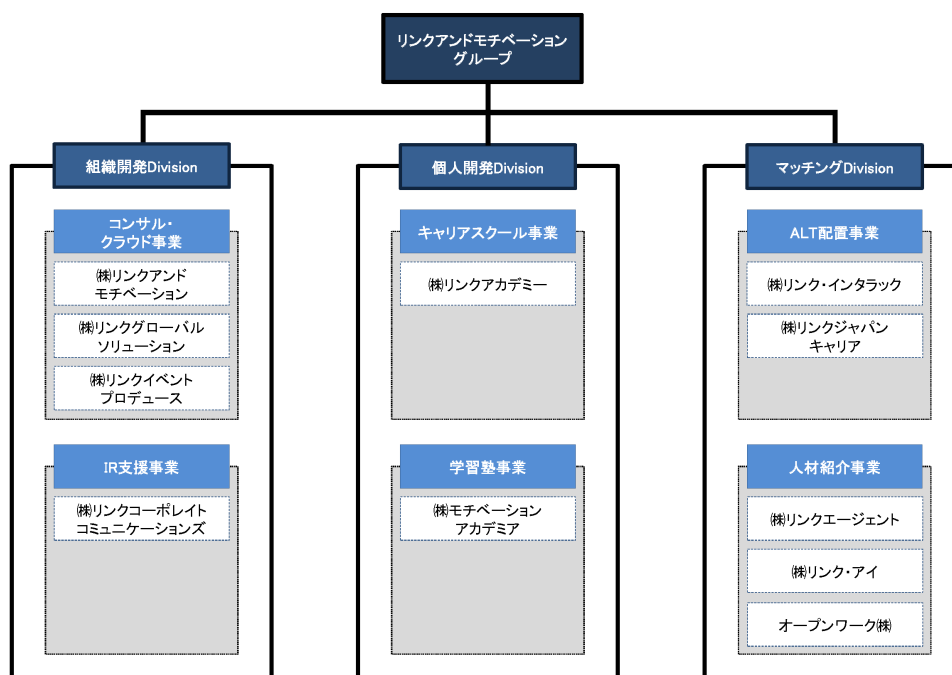 リンクアンドモチベーション
グループ
組織開発Division
コンサル・
クラウド事業
㈱リンクアンド
モチベーション
㈱リンクグローバル
ソリューション
㈱リンクイベント
プロデュース
IR支援事業
㈱リンクコーポレイト
コミュニケーションズ
個人開発Division
キャリアスクール事業
㈱リンクアカデミー
学習塾事業
㈱モチベーション
アカデミア
マッチングDivision
ALT配置事業
㈱リンク・インタラック
㈱リンクジャパン
キャリア
人材紹介事業
㈱リンクエージェント
㈱リンク・アイ
オープンワーク㈱